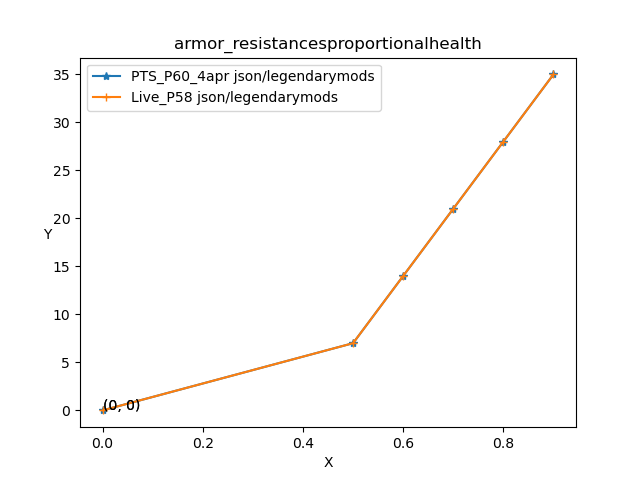 armor_resistancesproportionalhealth
PTS_P60_4apr json/legendarymods
Live_P58 json/legendarymods
35
30
25
20
15
10
5
0
Y
(0, 0)
0.0 0.2 0.4 0.6 0.8
X